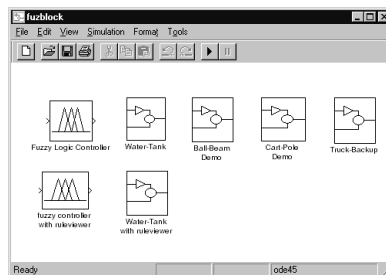 fuzblock
File Edit View Simulation Format Tools
Fuzzy Logic Controller
Water-Tank
Ball-Beam
Demo
Cart-Pole
Demo
Truck-Backup
fuzzy controller
with ruleviewer
Water-Tank
with ruleviewer
Ready
ode45